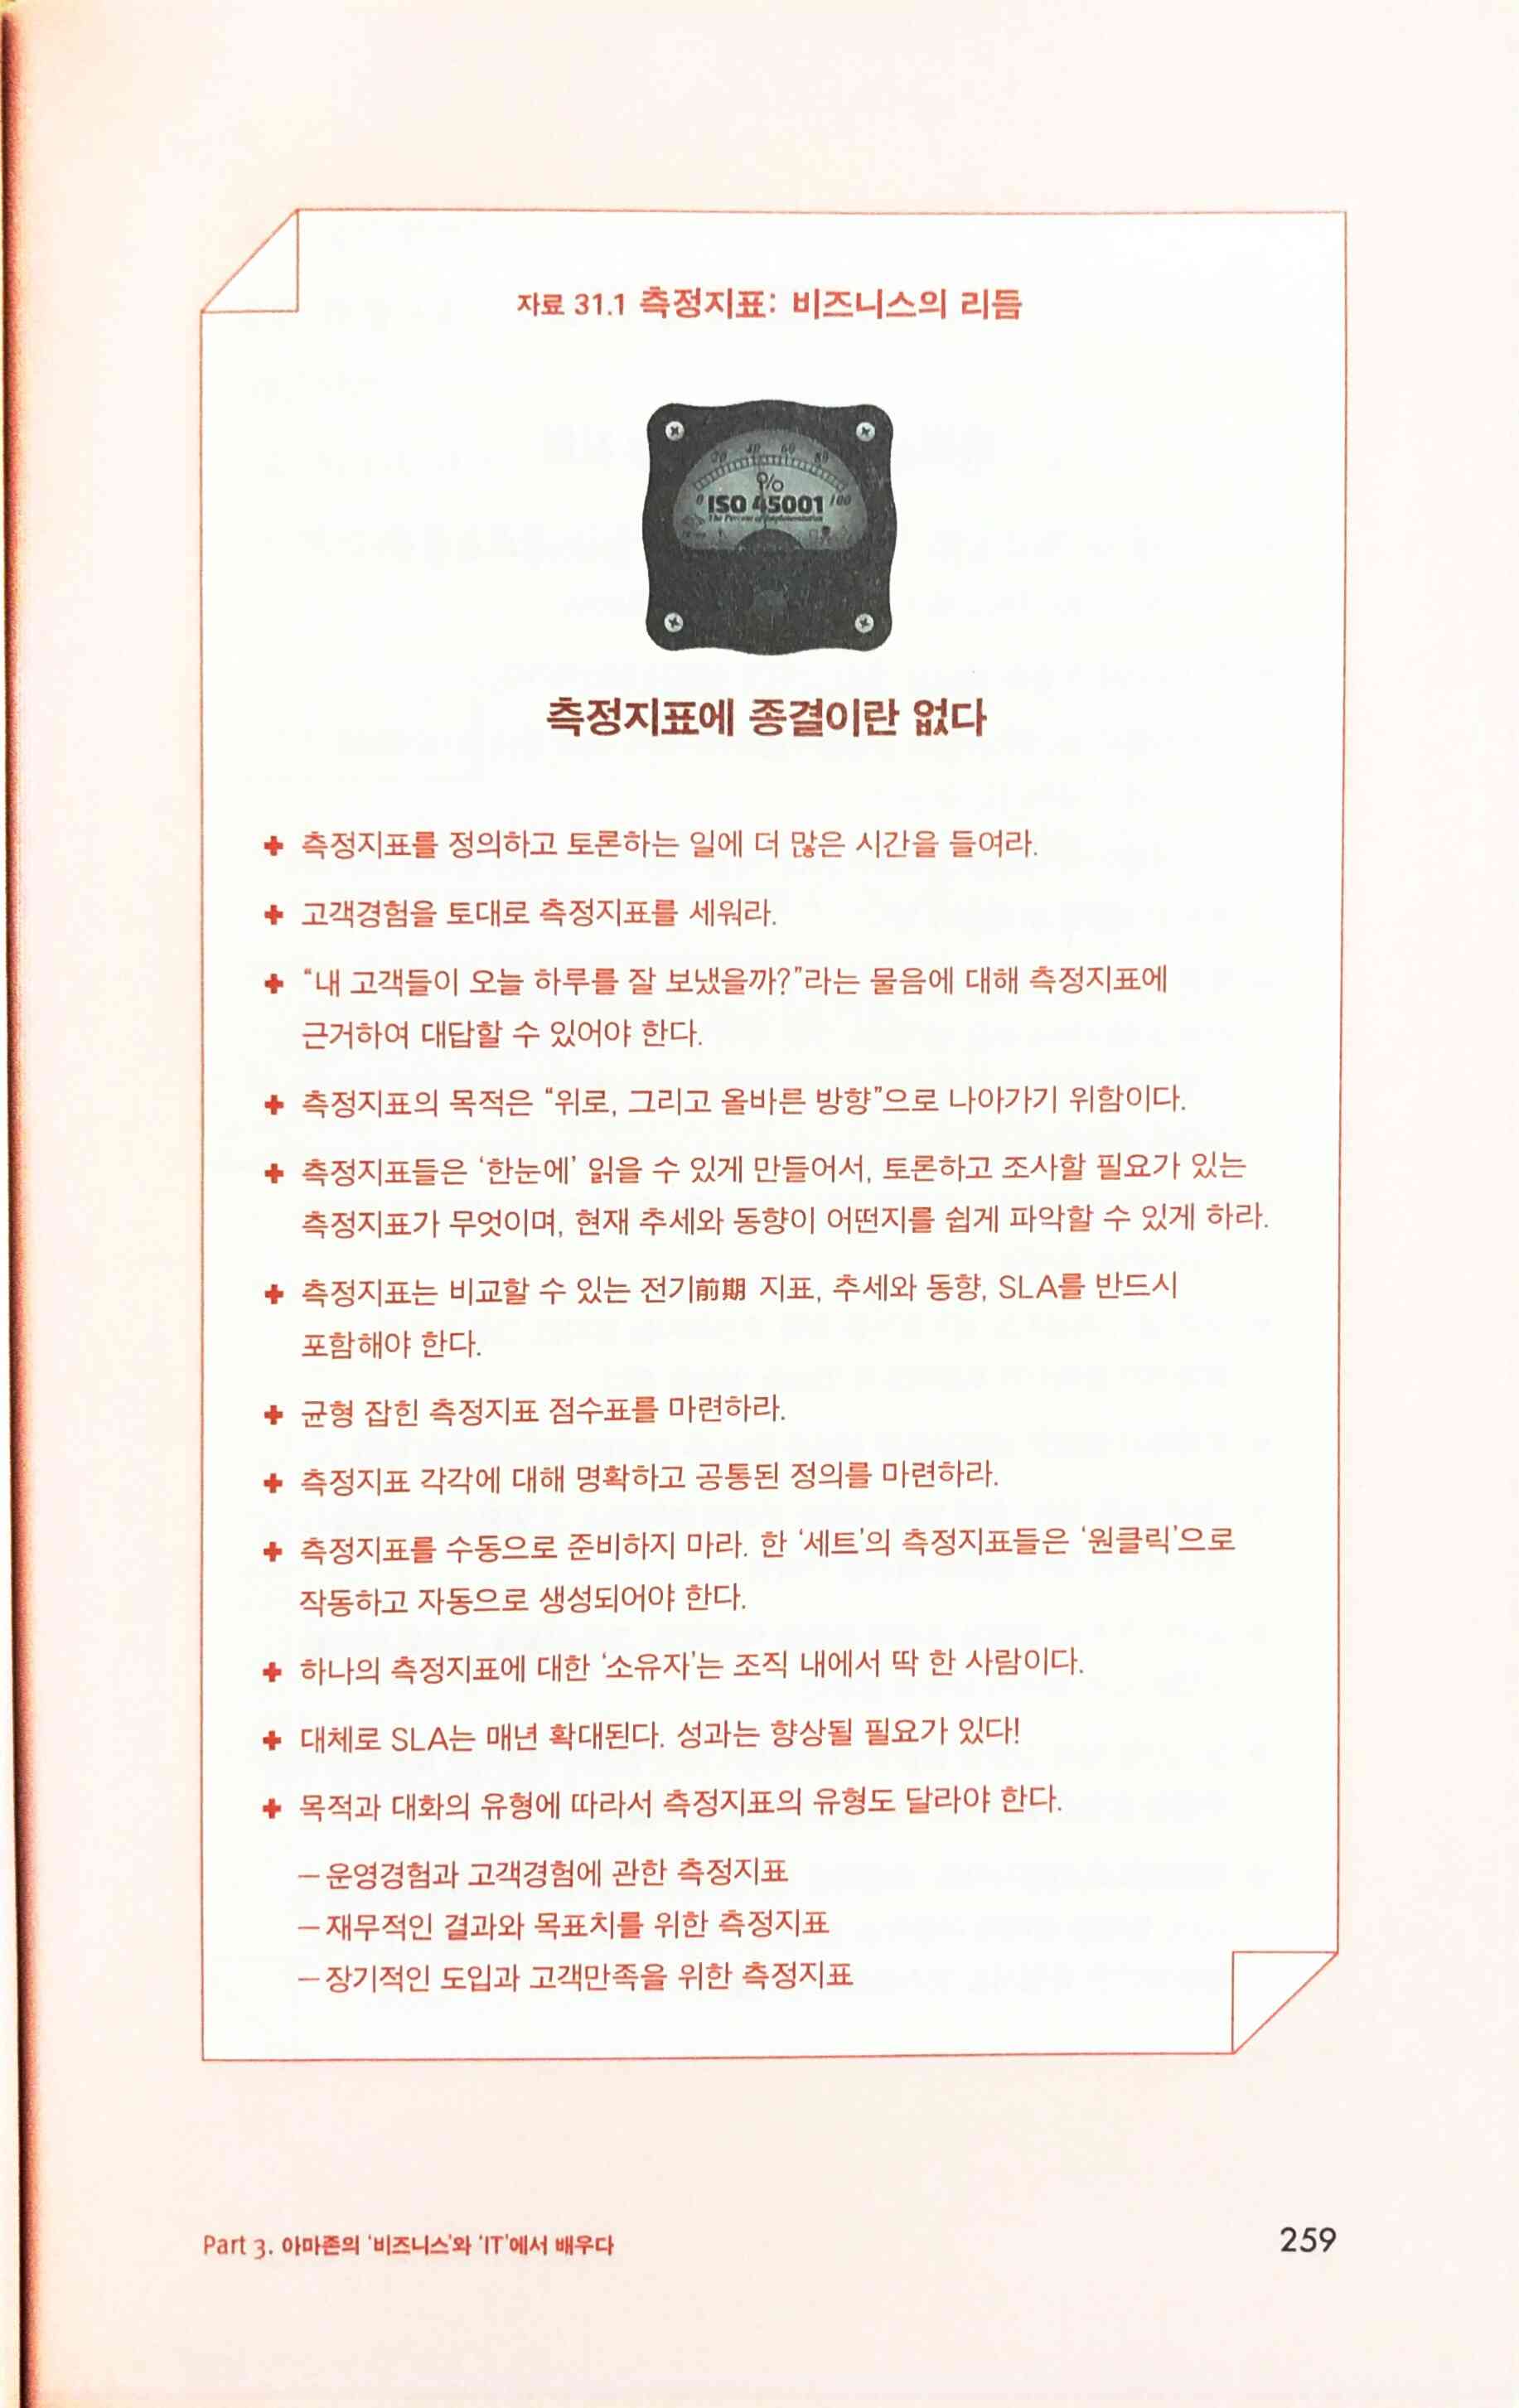 자료 31.1 측정지표: 비즈니스의 리듬
20 40 60 80
0 % 100
ISO 45001
The Percent of Implementation
측정지표에 종결이란 없다
+ 측정지표를 정의하고 토론하는 일에 더 많은 시간을 들여라.
+ 고객경험을 토대로 측정지표를 세워라.
+ “내 고객들이 오늘 하루를 잘 보냈을까?”라는 물음에 대해 측정지표에
근거하여 대답할 수 있어야 한다.
+ 측정지표의 목적은 “위로, 그리고 올바른 방향”으로 나아가기 위함이다.
+ 측정지표들은 ‘한눈에’ 읽을 수 있게 만들어서, 토론하고 조사할 필요가 있는
측정지표가 무엇이며, 현재 추세와 동향이 어떤지를 쉽게 파악할 수 있게 하라.
+ 측정지표는 비교할 수 있는 전기前期 지표, 추세와 동향, SLA를 반드시
포함해야 한다.
+ 균형 잡힌 측정지표 점수표를 마련하라.
+ 측정지표 각각에 대해 명확하고 공통된 정의를 마련하라.
+ 측정지표를 수동으로 준비하지 마라. 한 ‘세트’의 측정지표들은 ‘원클릭’으로
작동하고 자동으로 생성되어야 한다.
+ 하나의 측정지표에 대한 ‘소유자’는 조직 내에서 딱 한 사람이다.
+ 대체로 SLA는 매년 확대된다. 성과는 향상될 필요가 있다!
+ 목적과 대화의 유형에 따라서 측정지표의 유형도 달라야 한다.
– 운영경험과 고객경험에 관한 측정지표
– 재무적인 결과와 목표치를 위한 측정지표
– 장기적인 도입과 고객만족을 위한 측정지표
Part 3. 아마존의 ‘비즈니스’와 ‘IT’에서 배우다
259